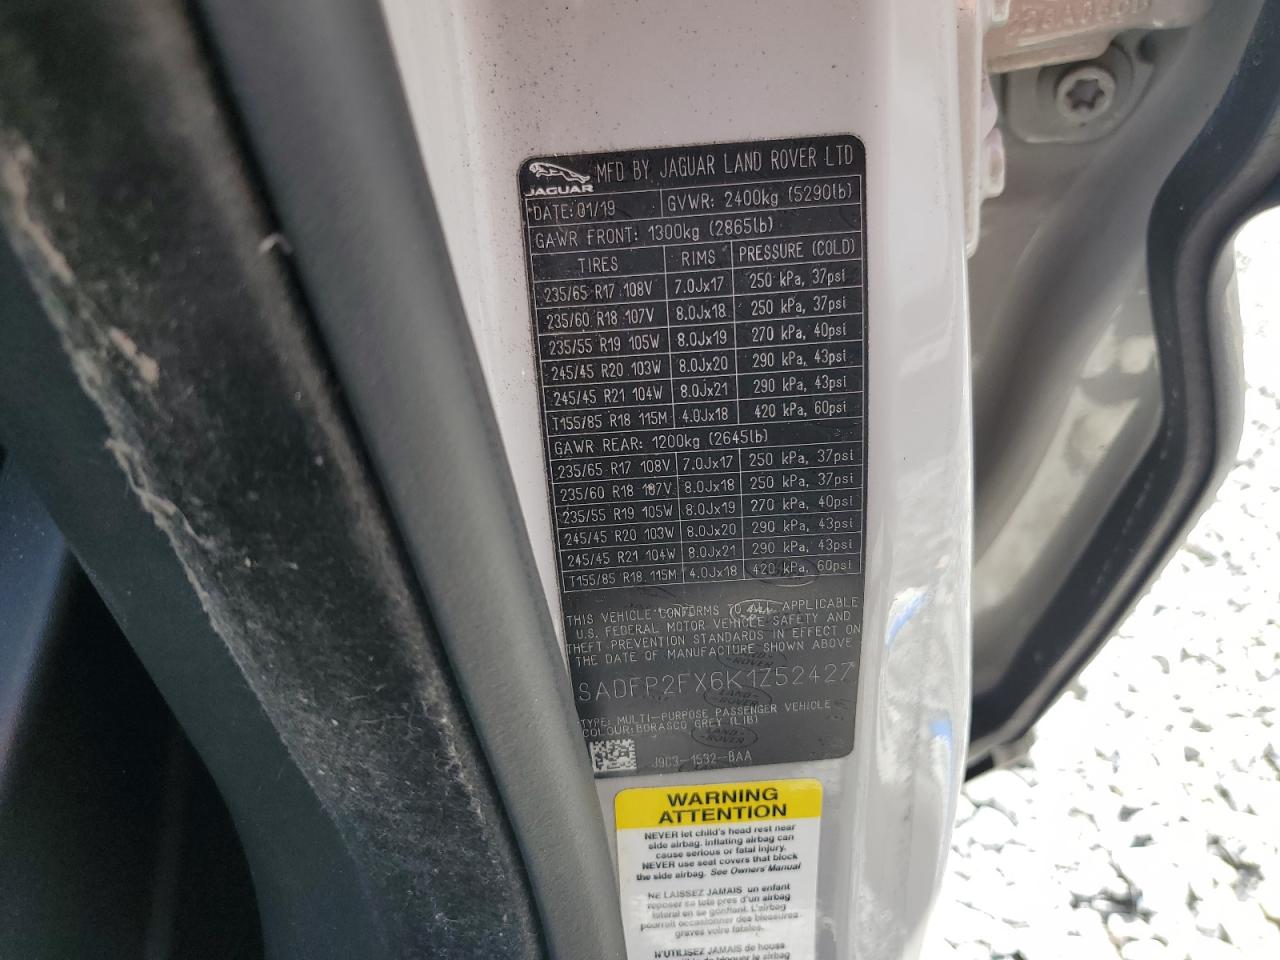 JAGUAR
MFD BY JAGUAR LAND ROVER LTD
DATE: 01/19 GVWR: 2400kg (5290lb)
GAWR FRONT: 1300kg (2865lb)
TIRES RIMS PRESSURE (COLD)
235/65 R17 108V 7.0Jx17 250 kPa, 37psi
235/60 R18 107V 8.0Jx18 250 kPa, 37psi
235/55 R19 105W 8.0Jx19 270 kPa, 40psi
245/45 R20 103W 8.0Jx20 290 kPa, 43psi
245/45 R21 104W 8.0Jx21 290 kPa, 43psi
T155/85 R18 115M 4.0Jx18 420 kPa, 60psi
GAWR REAR: 1200kg (2645lb)
235/65 R17 108V 7.0Jx17 250 kPa, 37psi
235/60 R18 107V 8.0Jx18 250 kPa, 37psi
235/55 R19 105W 8.0Jx19 270 kPa, 40psi
245/45 R20 103W 8.0Jx20 290 kPa, 43psi
245/45 R21 104W 8.0Jx21 290 kPa, 43psi
T155/85 R18 115M 4.0Jx18 420 kPa, 60psi
THIS VEHICLE CONFORMS TO ALL APPLICABLE
U.S. FEDERAL MOTOR VEHICLE SAFETY AND
THEFT PREVENTION STANDARDS IN EFFECT ON
THE DATE OF MANUFACTURE SHOWN ABOVE
SADFP2FX6K1Z52427
TYPE: MULTI-PURPOSE PASSENGER VEHICLE
COLOUR:BORASCO GREY (LIB)
J9C3-1532-BAA
WARNING
ATTENTION
NEVER let child's head rest near
side airbag. Inflating airbag can
cause serious or fatal injury.
NEVER use seat covers that block
the side airbag. See Owners' Manual
NE LAISSEZ JAMAIS un enfant
reposer sa tete pres d'un airbag
lateral en se gonflant. L'airbag
pourrit occasionner des blessures
graves voire fatales.
N'UTILISEZ JAMAIS de house
de bloquer le airbag